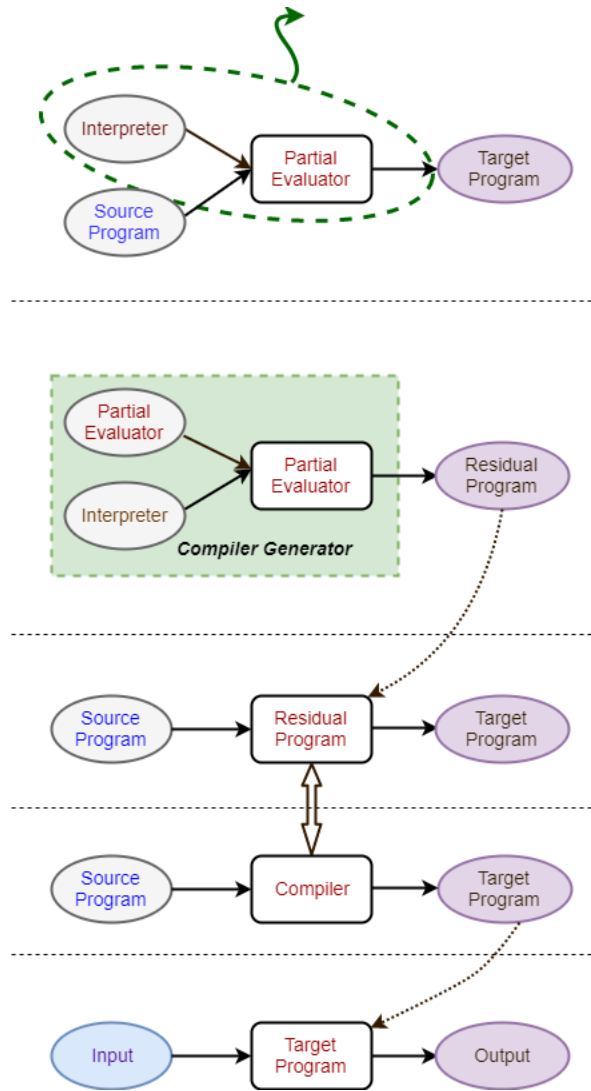 Interpreter
Partial
Evaluator
Target
Program
Source
Program
Partial
Evaluator
Partial
Evaluator
Residual
Program
Interpreter
Compiler Generator
Source
Program
Residual
Program
Target
Program
Source
Program
Compiler
Target
Program
Input
Target
Program
Output